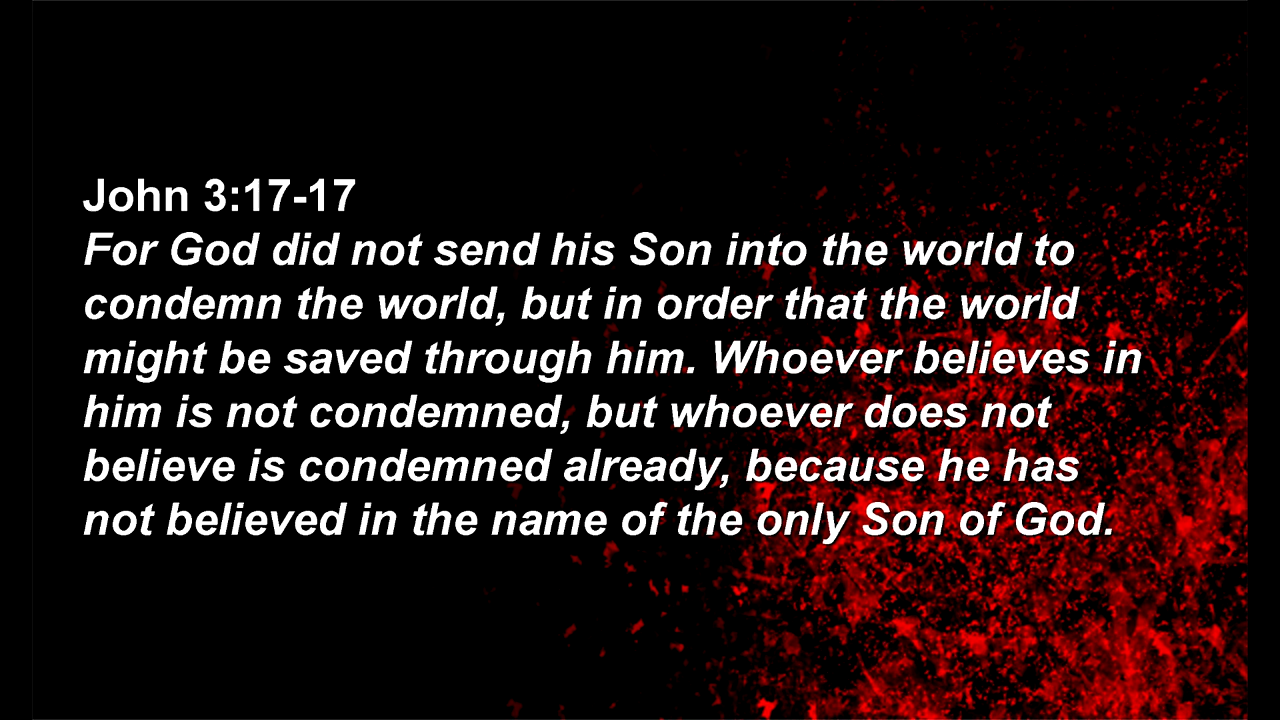 John 3:17-17
For God did not send his Son into the world to
condemn the world, but in order that the world
might be saved through him. Whoever believes in
him is not condemned, but whoever does not
believe is condemned already, because he has
not believed in the name of the only Son of God.